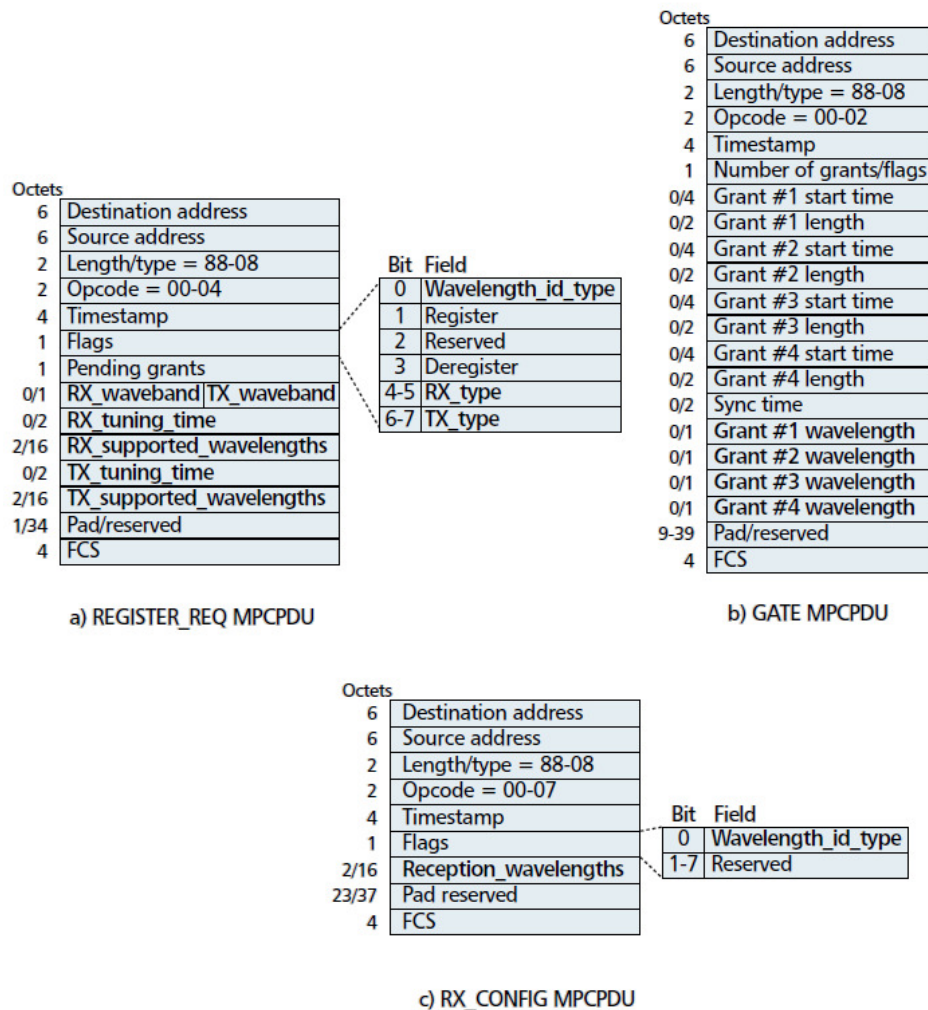 Octets
6 Destination address
6 Source address
2 Length/type = 88-08
2 Opcode = 00-04
4 Timestamp
1 Flags
1 Pending grants
0/1 RX_waveband TX_waveband
0/2 RX_tuning_time
2/16 RX_supported_wavelengths
0/2 TX_tuning_time
2/16 TX_supported_wavelengths
1/34 Pad/reserved
4 FCS
Bit Field
0 Wavelength_id_type
1 Register
2 Reserved
3 Deregister
4-5 RX_type
6-7 TX_type
a) REGISTER_REQ MPCPDU
Octets
6 Destination address
6 Source address
2 Length/type = 88-08
2 Opcode = 00-02
4 Timestamp
1 Number of grants/flags
0/4 Grant #1 start time
0/2 Grant #1 length
0/4 Grant #2 start time
0/2 Grant #2 length
0/4 Grant #3 start time
0/2 Grant #3 length
0/4 Grant #4 start time
0/2 Grant #4 length
0/2 Sync time
0/1 Grant #1 wavelength
0/1 Grant #2 wavelength
0/1 Grant #3 wavelength
0/1 Grant #4 wavelength
9-39 Pad/reserved
4 FCS
b) GATE MPCPDU
Octets
6 Destination address
6 Source address
2 Length/type = 88-08
2 Opcode = 00-07
4 Timestamp
1 Flags
2/16 Reception_wavelengths
23/37 Pad reserved
4 FCS
Bit Field
0 Wavelength_id_type
1-7 Reserved
c) RX_CONFIG MPCPDU